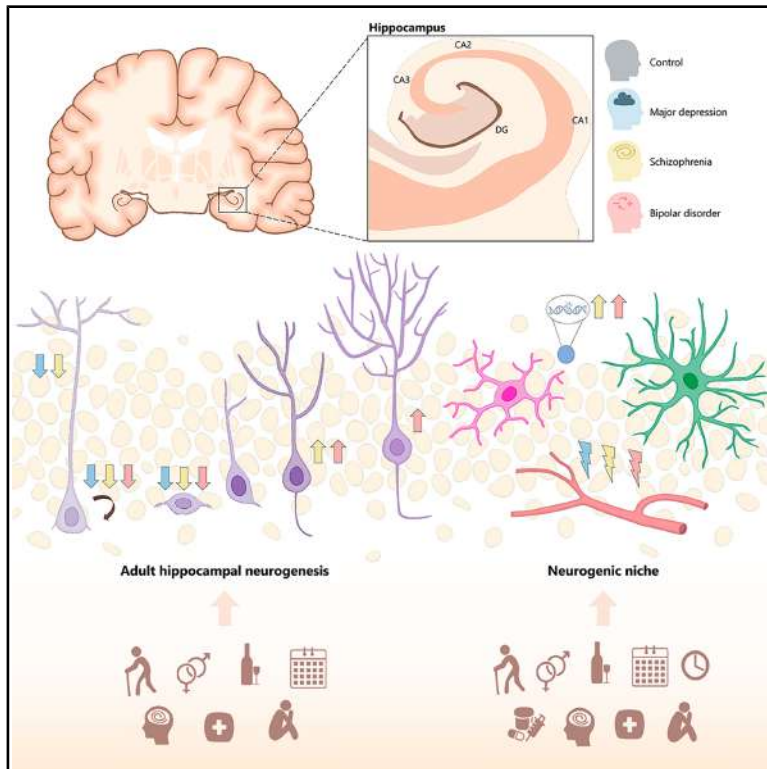 Hippocampus
CA2
CA3
DG
CA1
Control
Major depression
Schizophrenia
Bipolar disorder
Adult hippocampal neurogenesis
Neurogenic niche